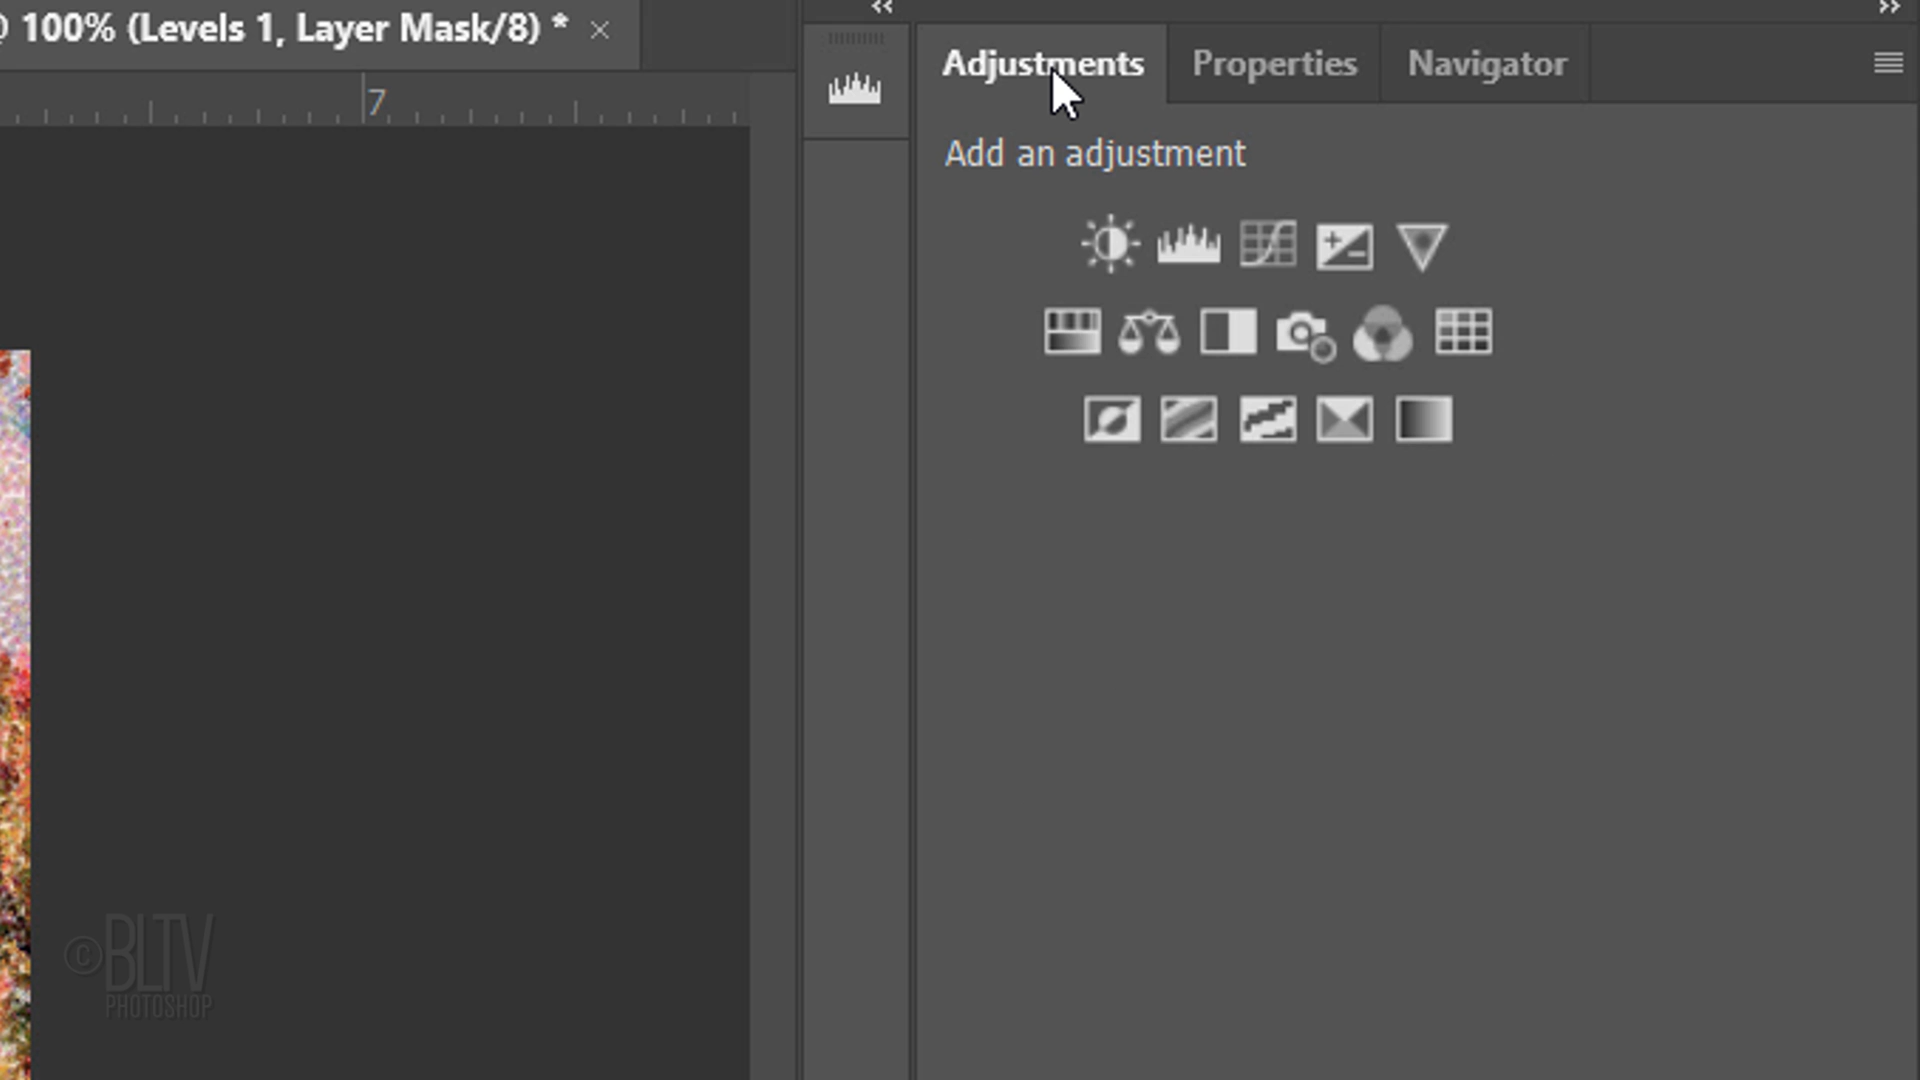 100% (Levels 1, Layer Mask/8) *
7
Adjustments
Properties
Navigator
Add an adjustment
©BLTV
PHOTOSHOP